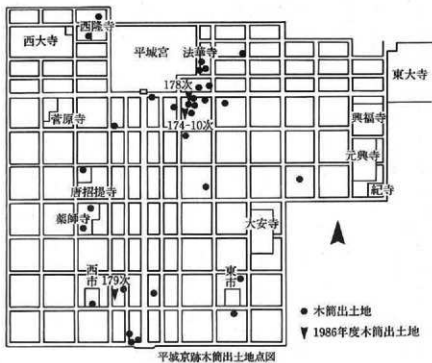 西隆寺
西大寺
平城宮
法華寺
東大寺
178次
174-10次
菅原寺
興福寺
元興寺
紀寺
唐招提寺
薬師寺
大安寺
西市
179次
東市
● 木簡出土地
▼ 1986年度木簡出土地
平城京跡木簡出土地点図